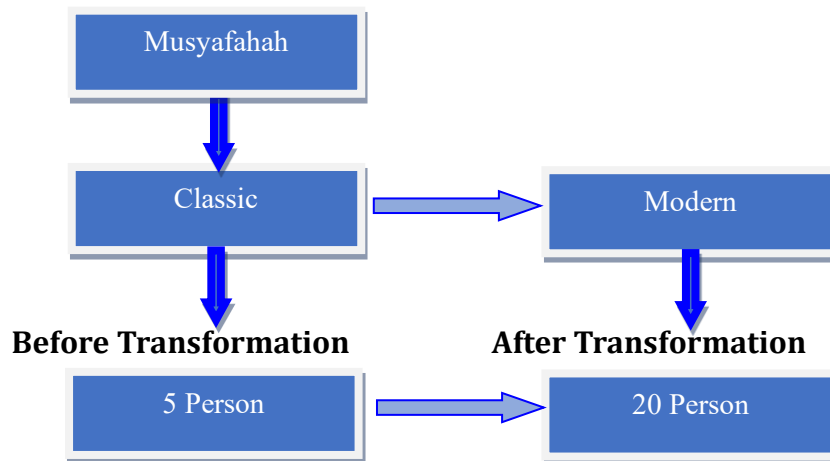 Musyafahah
Classic
Modern
Before Transformation
After Transformation
5 Person
20 Person